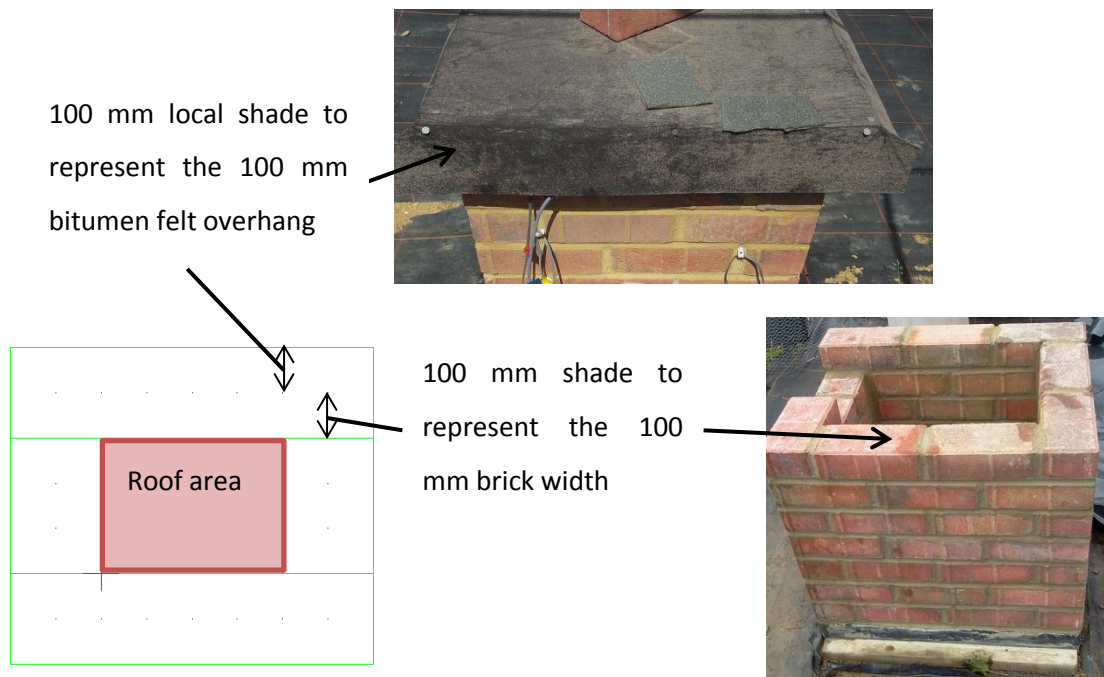 100 mm local shade to
represent the 100 mm
bitumen felt overhang
100 mm shade to
represent the 100
mm brick width
Roof area